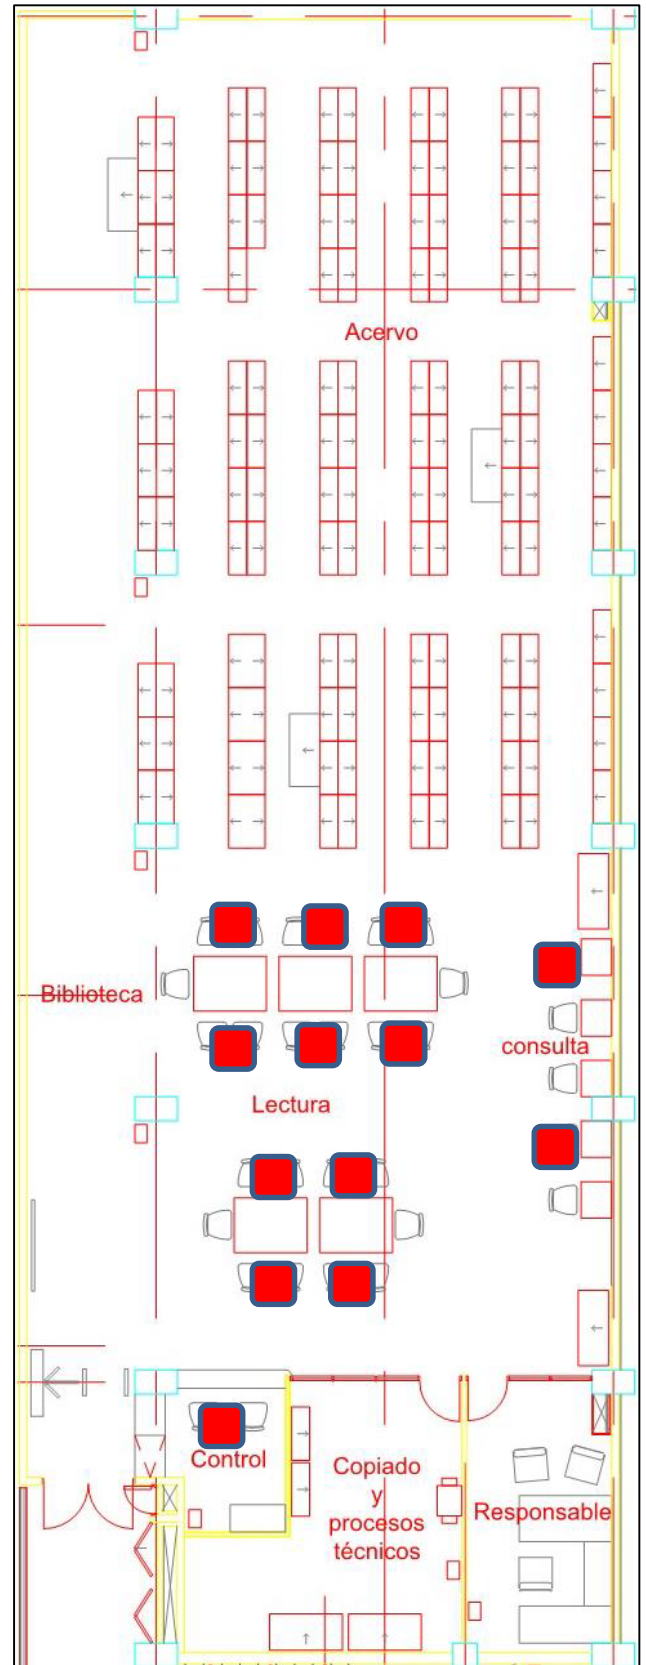 Acervo
Biblioteca
consulta
Lectura
Control
Copiado
y
procesos
técnicos
Responsable